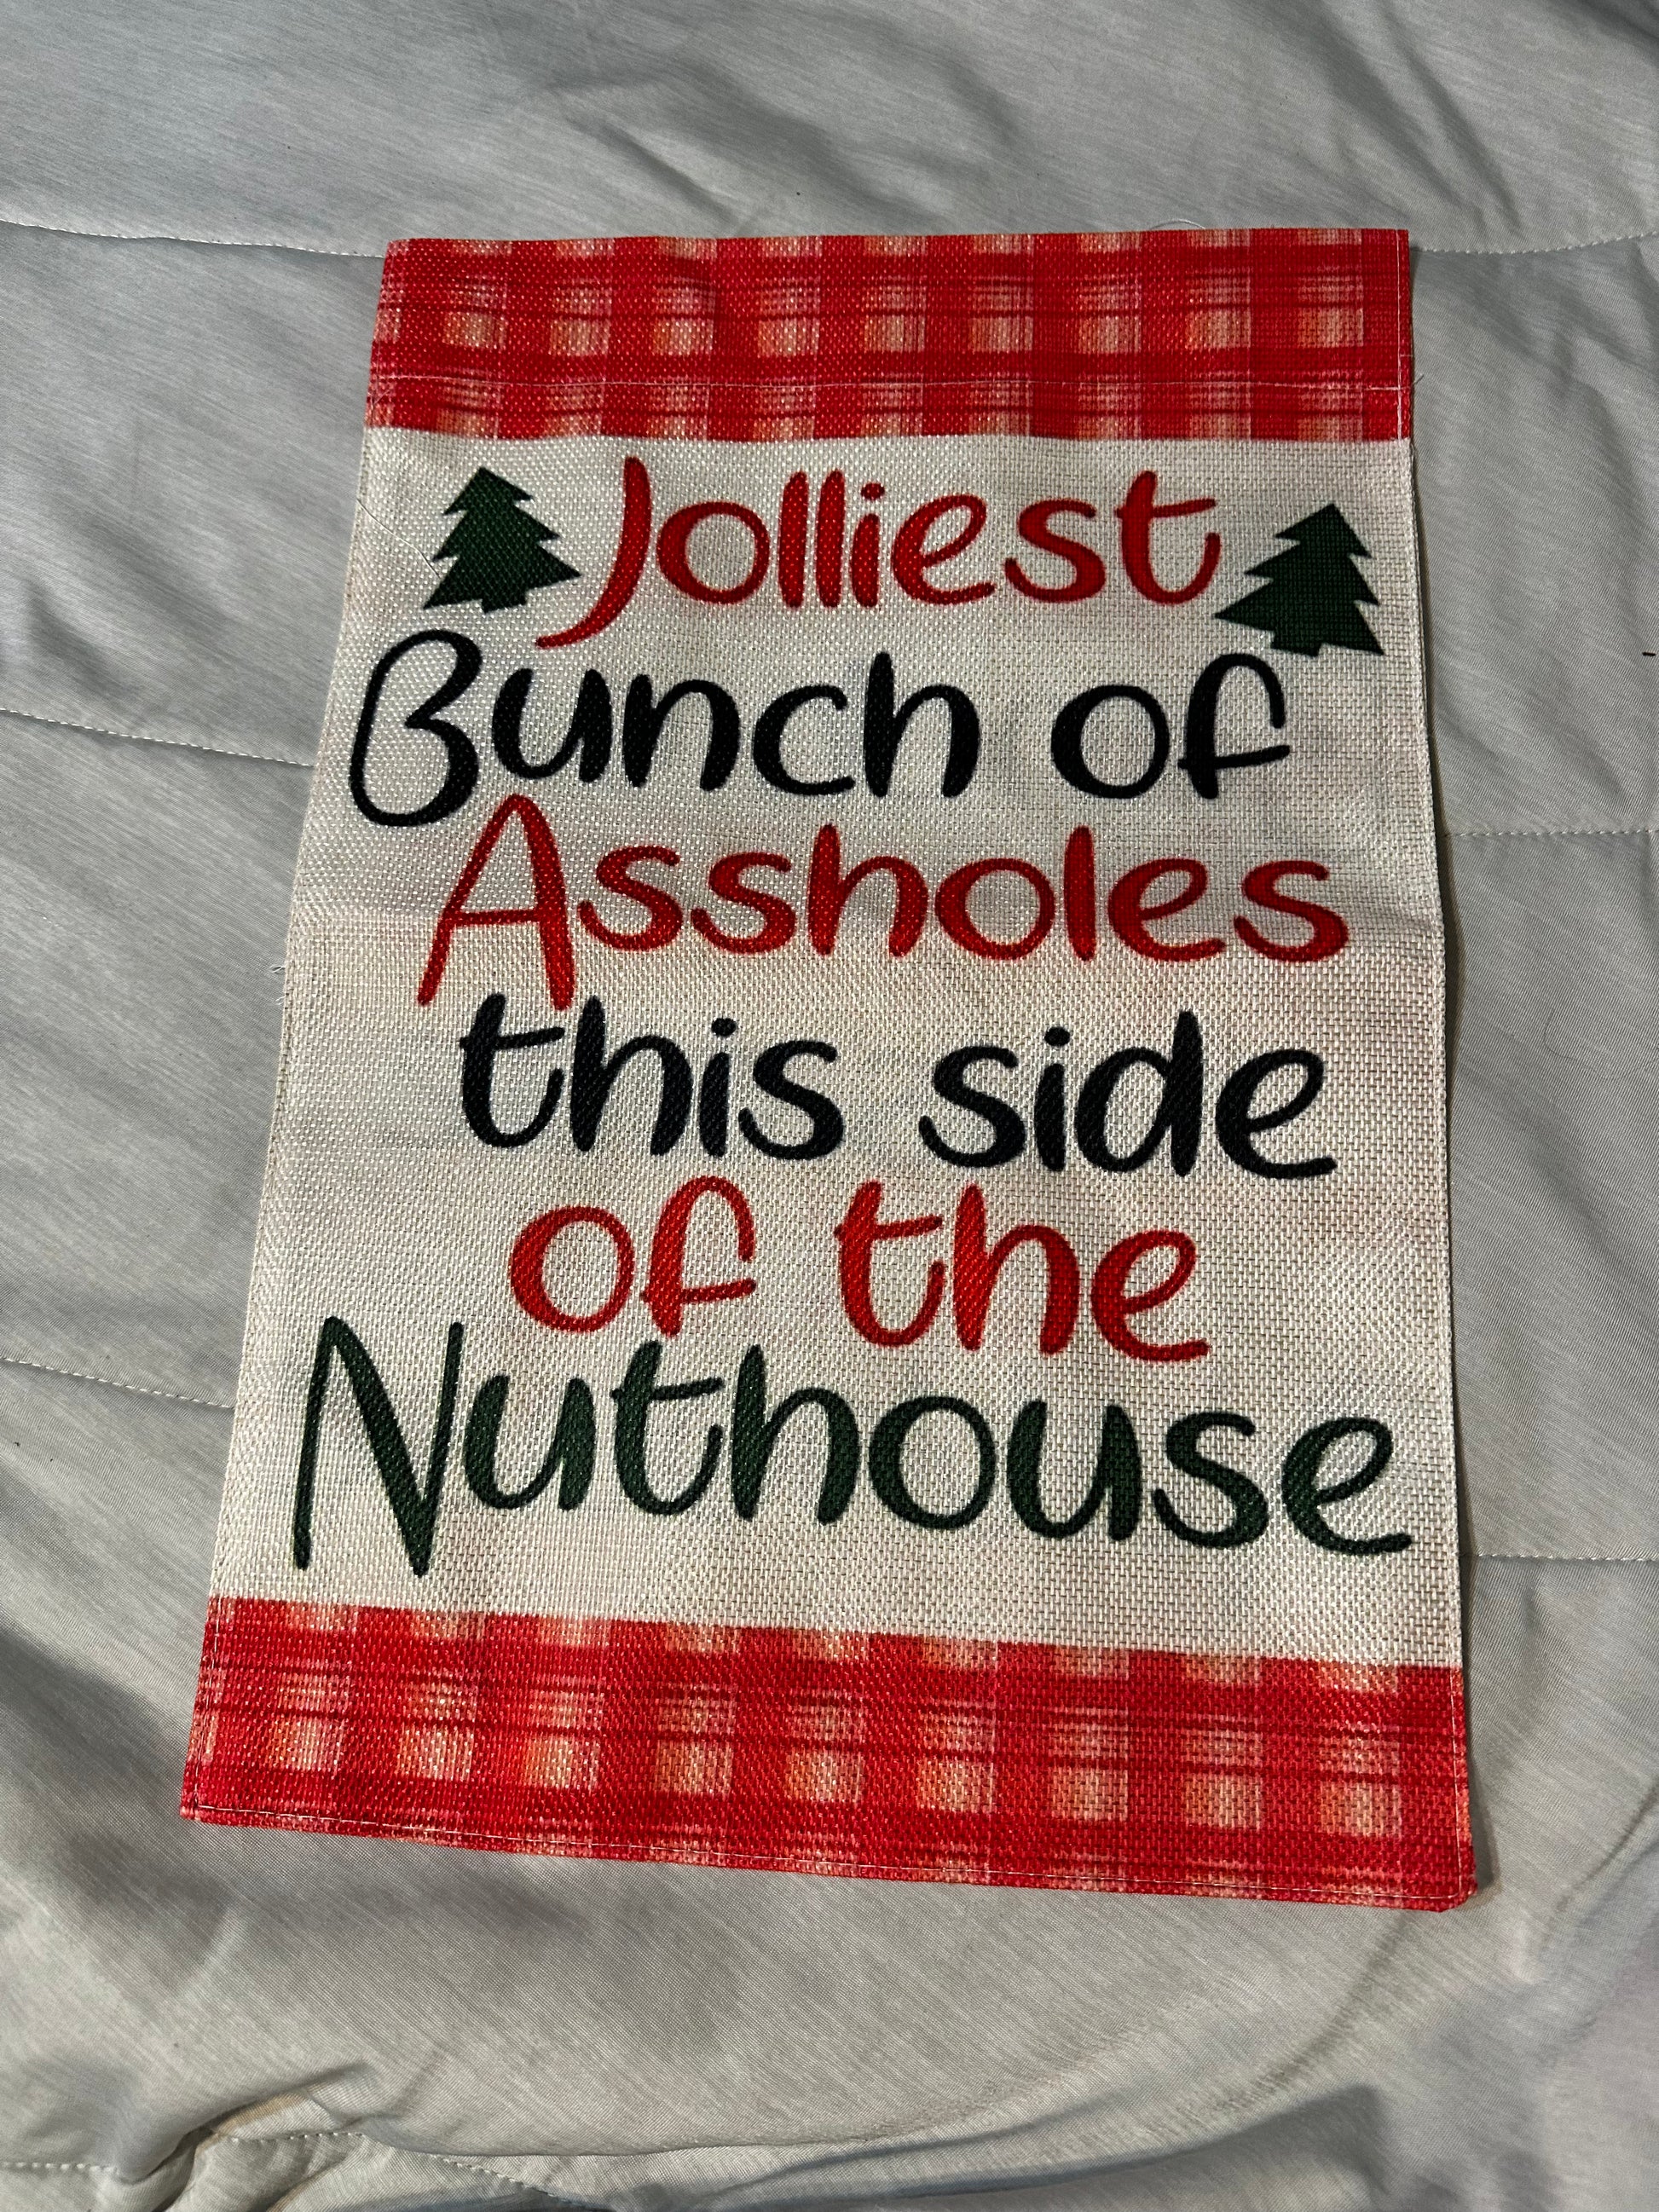 Jolliest
Bunch of
Assholes
this side
of the
Nuthouse